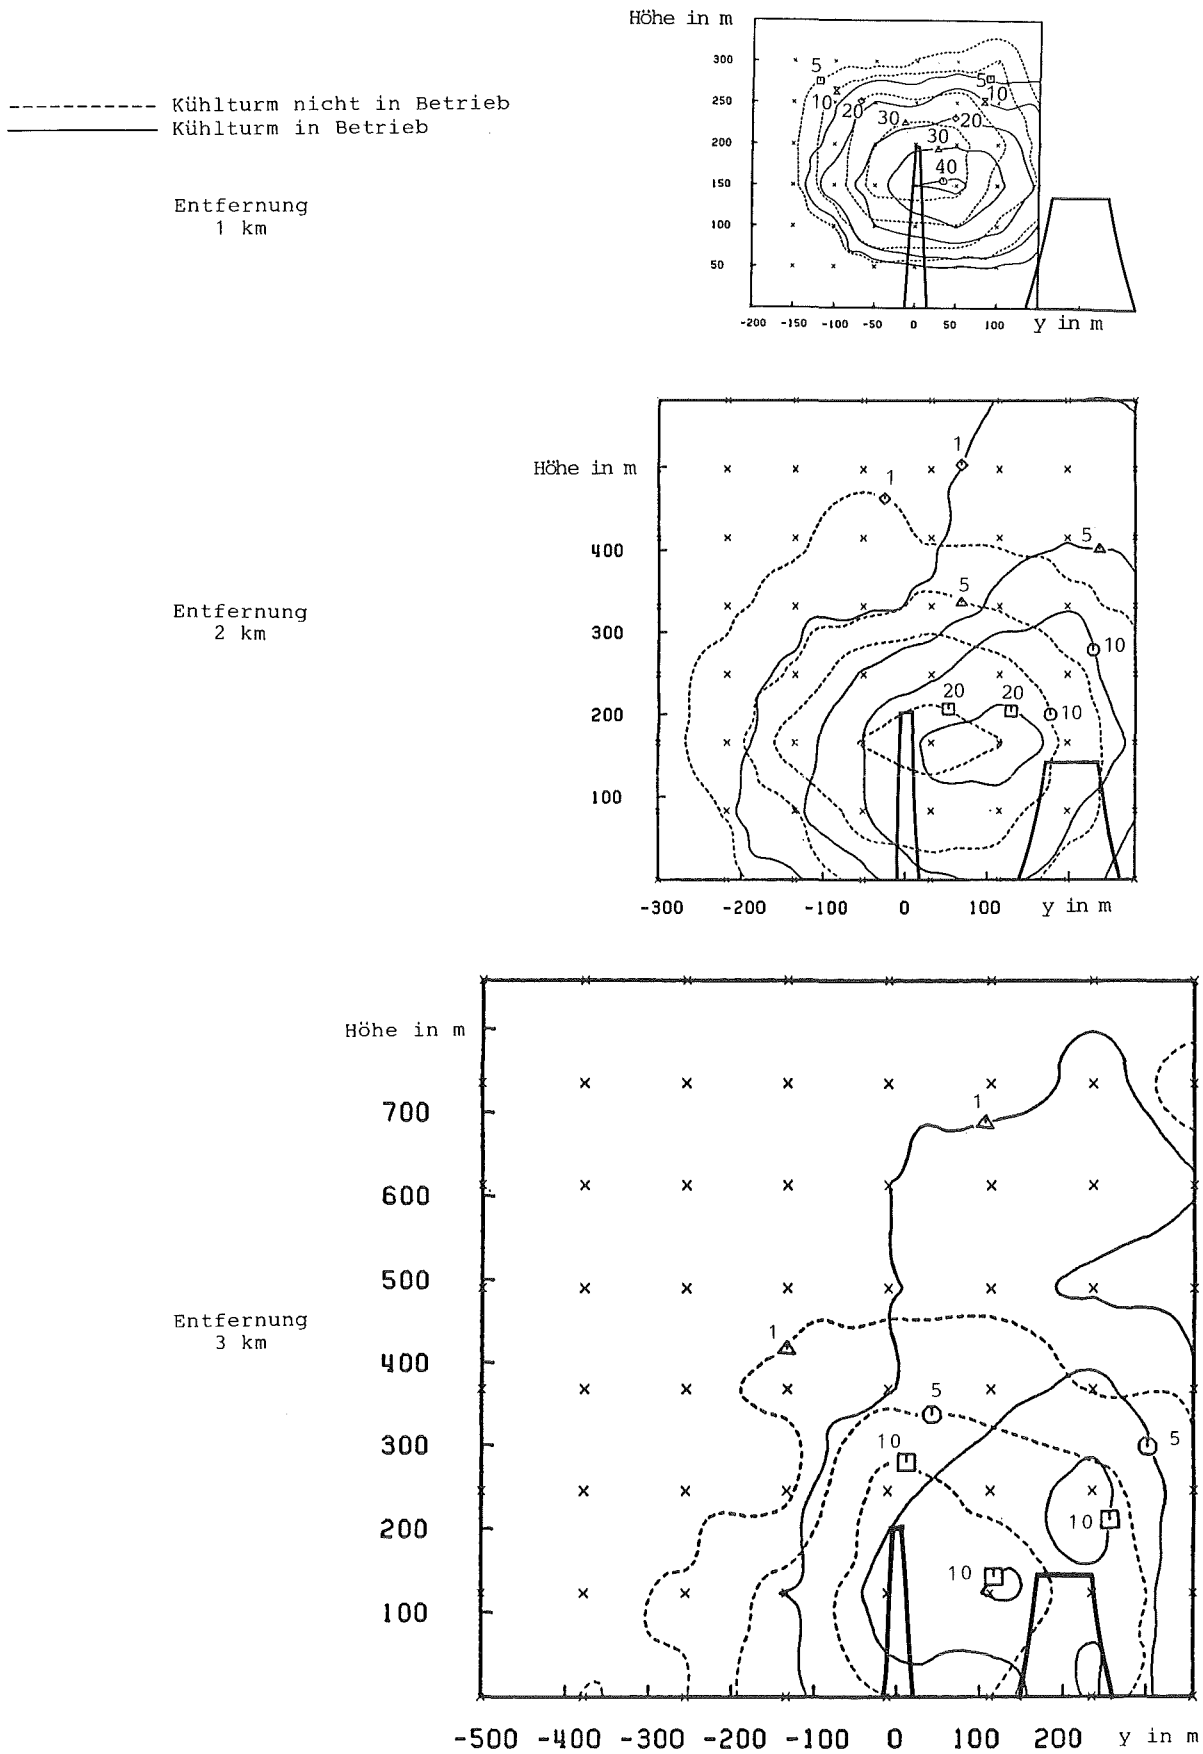 Höhe in m
Kühlturm nicht in Betrieb
Kühlturm in Betrieb
Entfernung
1 km
300
250
200
150
100
50
5
5
10
10
20
20
30
30
40
-200 -150 -100 -50 0 50 100 y in m
Entfernung
2 km
Höhe in m
400
300
200
100
1
1
5
5
10
20
20
10
-300 -200 -100 0 100 y in m
Entfernung
3 km
Höhe in m
700
600
500
400
300
200
100
1
1
5
5
10
10
10
-500 -400 -300 -200 -100 0 100 200 y in m